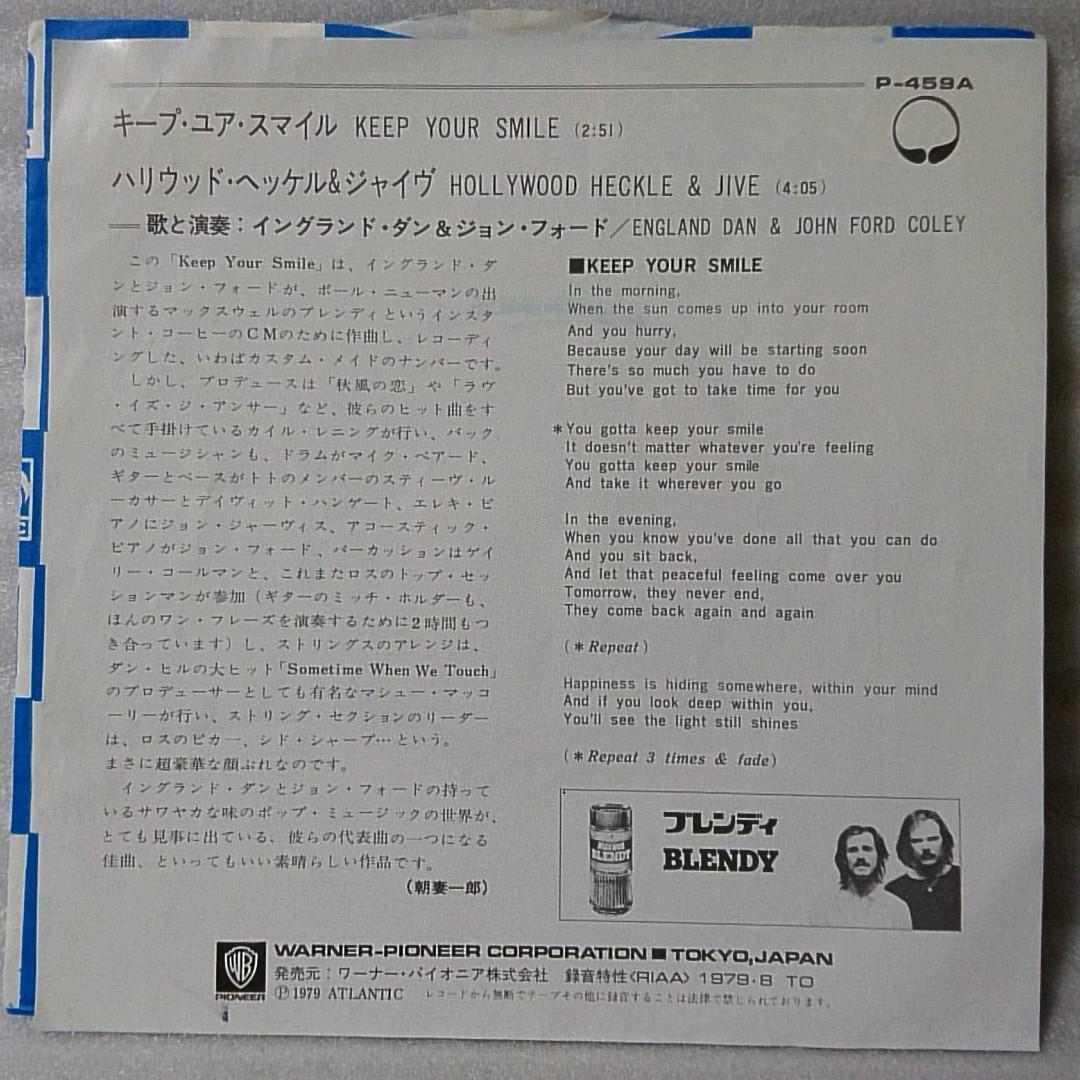 P-459A
キープ・ユア・スマイル KEEP YOUR SMILE (2:51)
ハリウッド・ヘッケル&ジャイヴ HOLLYWOOD HECKLE & JIVE (4:05)
歌と演奏：イングランド・ダン&ジョン・フォード／ENGLAND DAN & JOHN FORD COLEY
この「Keep Your Smile」は、イングランド・ダ
ンとジョン・フォードが、ポール・ニューマンの出
演するマックスウェルのブレンディというインスタ
ント・コーヒーのCMのために作曲し、レコーディ
ングした、いわばカスタム・メイドのナンバーです。
しかし、プロデュースは「秋風の恋」や「ラヴ
・イズ・ジ・アンサー」など、彼らのヒット曲をす
べて手掛けているカイル・レニングが行い、バック
のミュージシャンも、ドラムがマイク・ベアード、
ギターとベースがトトのメンバーのスティーヴ・ル
ーカサーとデイヴィット・ハンゲート、エレキ・ピ
アノにジョン・ジャーヴィス、アコースティック・
ピアノがジョン・フォード、パーカッションはゲイ
リー・コールマンと、これまたロスのトップ・セッ
ションマンが参加（ギターのミッチ・ホルダーも、
ほんのワン・フレーズを演奏するために2時間もつ
き合っています）し、ストリングスのアレンジは、
ダン・ヒルの大ヒット「Sometime When We Touch」
のプロデューサーとしても有名なマシュー・マッコ
ーリーが行い、ストリング・セクションのリーダー
は、ロスのピカ一、シド・シャープ…という。
まさに超豪華な顔ぶれなのです。
イングランド・ダンとジョン・フォードの持って
いるサワヤカな味のポップ・ミュージックの世界が、
とても見事に出ている、彼らの代表曲の一つになる
佳曲、といってもいい素晴らしい作品です。
（朝妻一郎）
■KEEP YOUR SMILE
In the morning,
When the sun comes up into your room
And you hurry,
Because your day will be starting soon
There's so much you have to do
But you've got to take time for you
*You gotta keep your smile
It doesn't matter whatever you're feeling
You gotta keep your smile
And take it wherever you go
In the evening,
When you know you've done all that you can do
And you sit back,
And let that peaceful feeling come over you
Tomorrow, they never end,
They come back again and again
(* Repeat)
Happiness is hiding somewhere, within your mind
And if you look deep within you,
You'll see the light still shines
(* Repeat 3 times & fade)
BLENDY
ブレンディ
BLENDY
WB
PIONEER
WARNER-PIONEER CORPORATION ■ TOKYO,JAPAN
発売元：ワーナー・パイオニア株式会社 録音特性〈RIAA〉 1979・8 TO
Ⓟ1979 ATLANTIC レコードから無断でテープその他に録音することは法律で禁じられております。